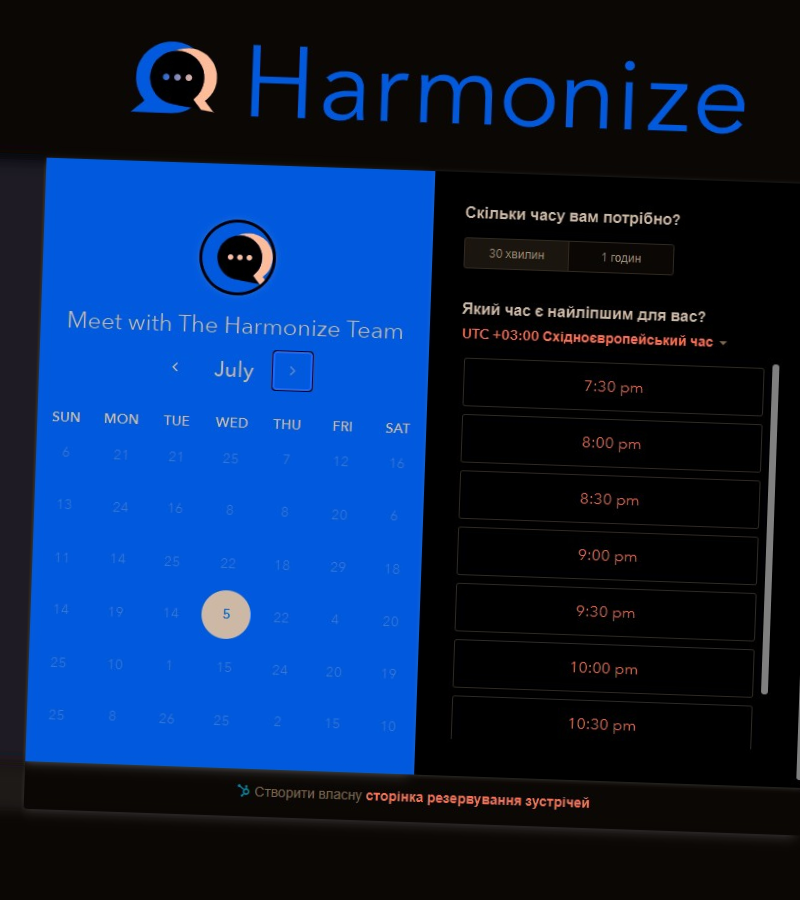 Harmonize
Meet with The Harmonize Team
July
SUN MON TUE WED THU FRI SAT
6 21 21 25 7 12 16
13 24 16 8 8 20 6
11 14 25 22 18 29 18
14 19 14 5 22 4 20
25 10 1 15 24 20 19
25 8 26 25 2 15 10
Скільки часу вам потрібно?
30 хвилин 1 годин
Який час є найліпшим для вас?
UTC +03:00 Східноєвропейський час
7:30 pm
8:00 pm
8:30 pm
9:00 pm
9:30 pm
10:00 pm
10:30 pm
Створити власну сторінка резервування зустрічей